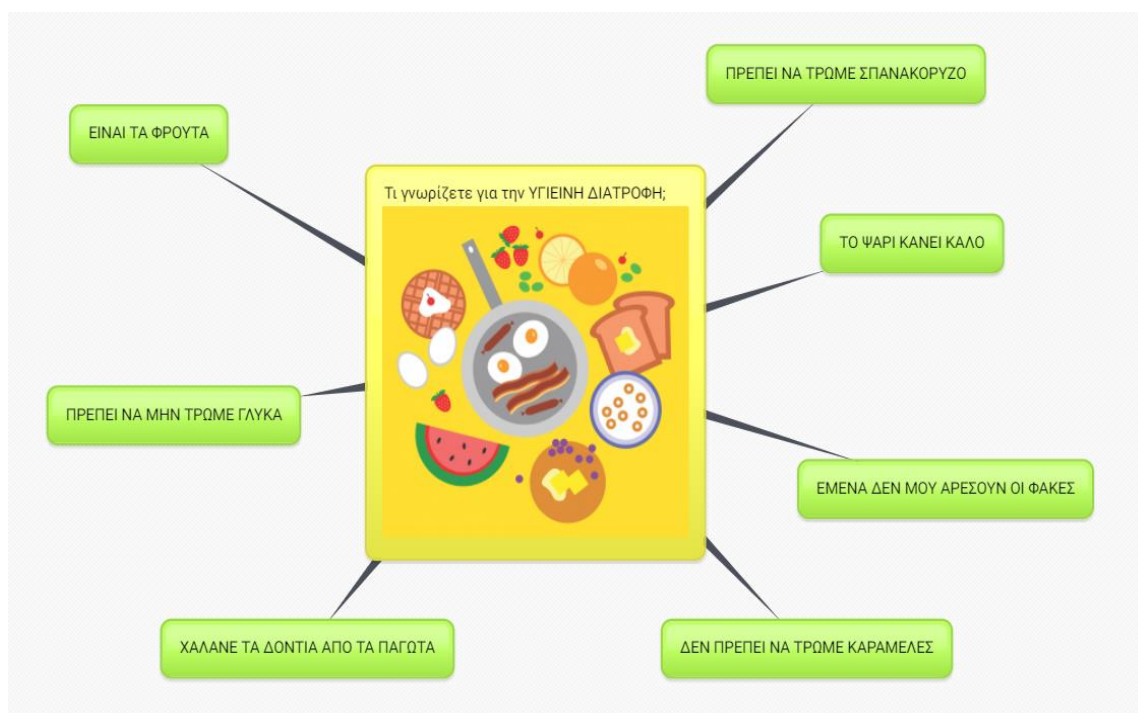 ΠΡΕΠΕΙ ΝΑ ΤΡΩΜΕ ΣΠΑΝΑΚΟΡΥΖΟ
ΕΙΝΑΙ ΤΑ ΦΡΟΥΤΑ
Τι γνωρίζετε για την ΥΓΙΕΙΝΗ ΔΙΑΤΡΟΦΗ;
ΤΟ ΨΑΡΙ ΚΑΝΕΙ ΚΑΛΟ
ΠΡΕΠΕΙ ΝΑ ΜΗΝ ΤΡΩΜΕ ΓΛΥΚΑ
ΕΜΕΝΑ ΔΕΝ ΜΟΥ ΑΡΕΣΟΥΝ ΟΙ ΦΑΚΕΣ
ΧΑΛΑΝΕ ΤΑ ΔΟΝΤΙΑ ΑΠΟ ΤΑ ΠΑΓΩΤΑ
ΔΕΝ ΠΡΕΠΕΙ ΝΑ ΤΡΩΜΕ ΚΑΡΑΜΕΛΕΣ